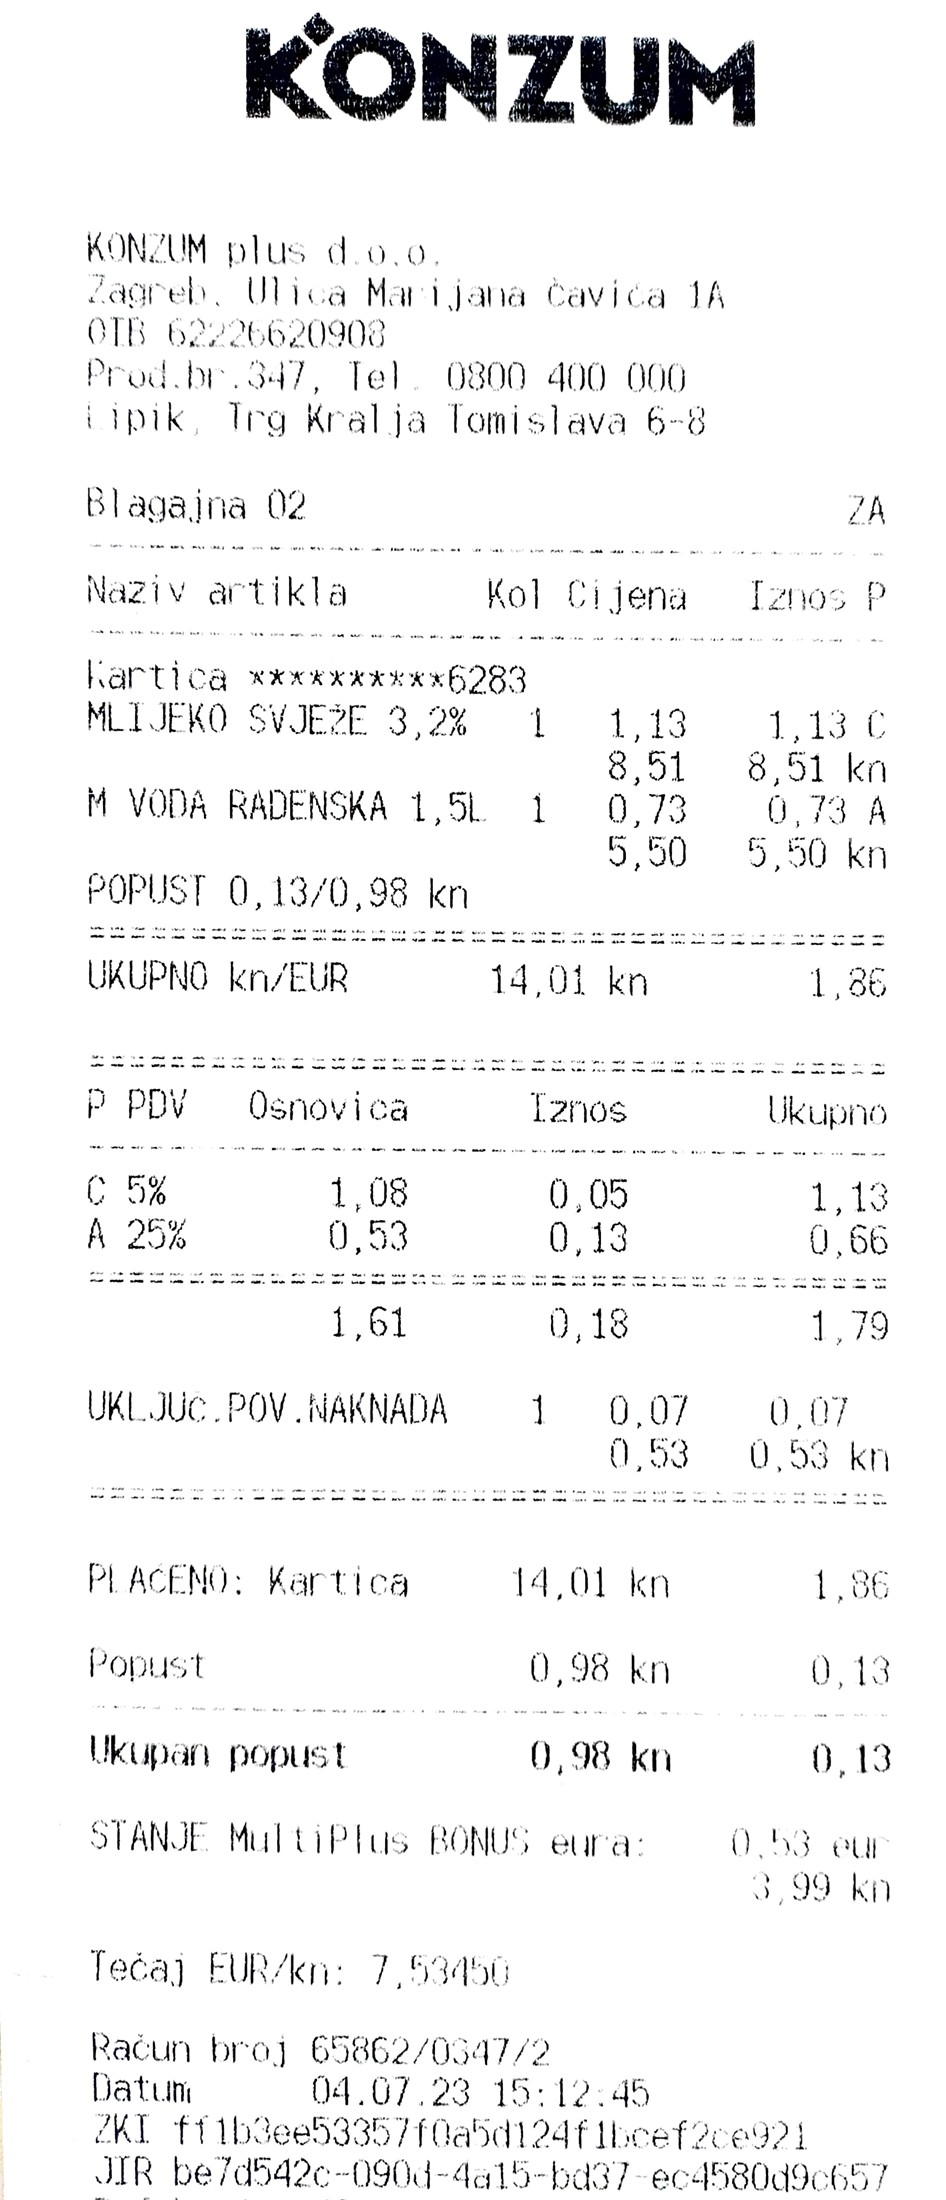 KONZUM
KONZUM plus d.o.o.
Zagreb, Ulica Marijana Čavića 1A
OIB 62226620908
Prod.br.347, Tel. 0800 400 000
Lipik, Trg Kralja Tomislava 6-8
Blagajna 02 ZA
Naziv artikla Kol Cijena Iznos P
Kartica **********6283
MLIJEKO SVJEŽE 3,2% 1 1,13 1,13 C
8,51 8,51 kn
M VODA RADENSKA 1,5L 1 0,73 0,73 A
5,50 5,50 kn
POPUST 0,13/0,98 kn
UKUPNO kn/EUR 14,01 kn 1,86
P PDV Osnovica Iznos Ukupno
C 5% 1,08 0,05 1,13
A 25% 0,53 0,13 0,66
1,61 0,18 1,79
UKLJUČ.POV.NAKNADA 1 0,07 0,07
0,53 0,53 kn
PLAĆENO: Kartica 14,01 kn 1,86
Popust 0,98 kn 0,13
Ukupan popust 0,98 kn 0,13
STANJE MultiPlus BONUS eura: 0,53 eur
3,99 kn
Tečaj EUR/kn: 7,53450
Račun broj 65862/0347/2
Datum 04.07.23 15:12:45
ZKI ff1b3ee53357f0a5d124f1bcef2ce921
JIR be7d542c-090d-4a15-bd37-ec4580d9c657